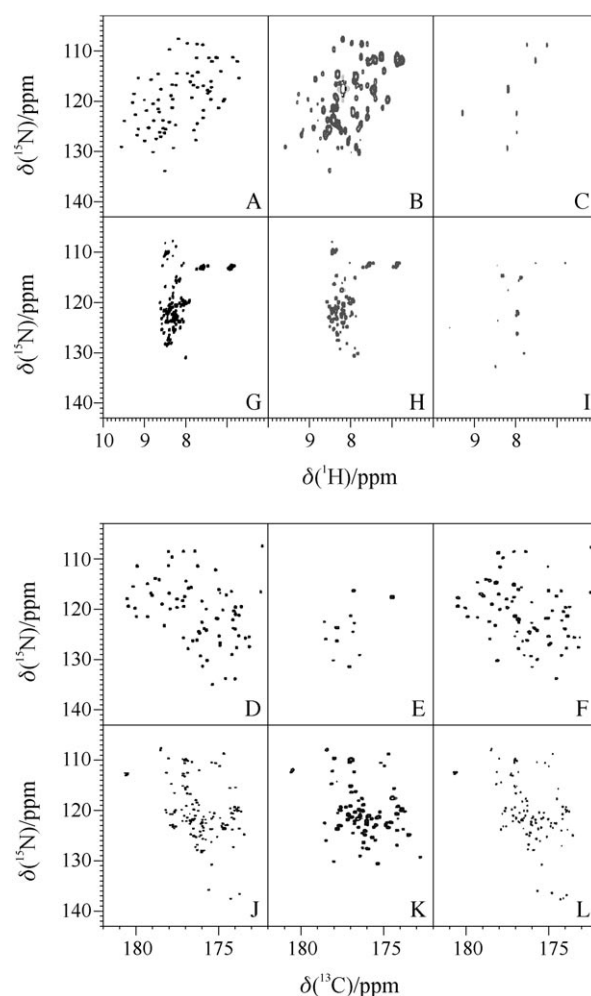 110
120
130
140
δ(¹⁵N)/ppm
A
B
C
110
120
130
140
δ(¹⁵N)/ppm
G
H
I
10 9 8 9 8 9 8
δ(¹H)/ppm
110
120
130
140
δ(¹⁵N)/ppm
D
E
F
110
120
130
140
δ(¹⁵N)/ppm
J
K
L
180 175 180 175 180 175
δ(¹³C)/ppm